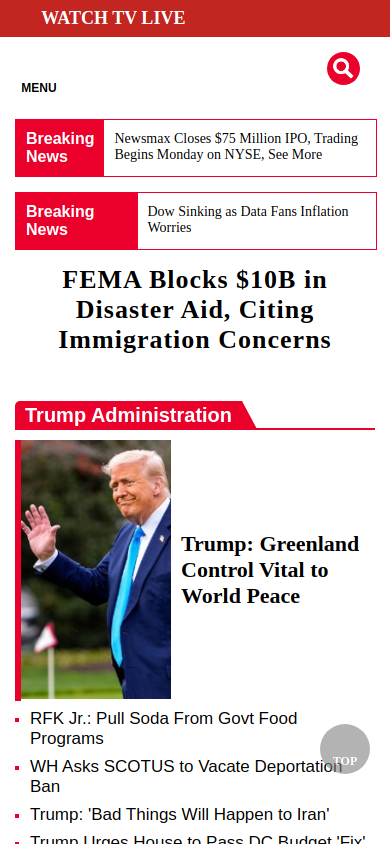 WATCH TV LIVE
MENU
Breaking
News
Newsmax Closes $75 Million IPO, Trading
Begins Monday on NYSE, See More
Breaking
News
Dow Sinking as Data Fans Inflation
Worries
FEMA Blocks $10B in
Disaster Aid, Citing
Immigration Concerns
Trump Administration
Trump: Greenland
Control Vital to
World Peace
RFK Jr.: Pull Soda From Govt Food
Programs
WH Asks SCOTUS to Vacate Deportation
Ban
TOP
Trump: 'Bad Things Will Happen to Iran'
Trump Urges House to Pass DC Budget 'Fix'